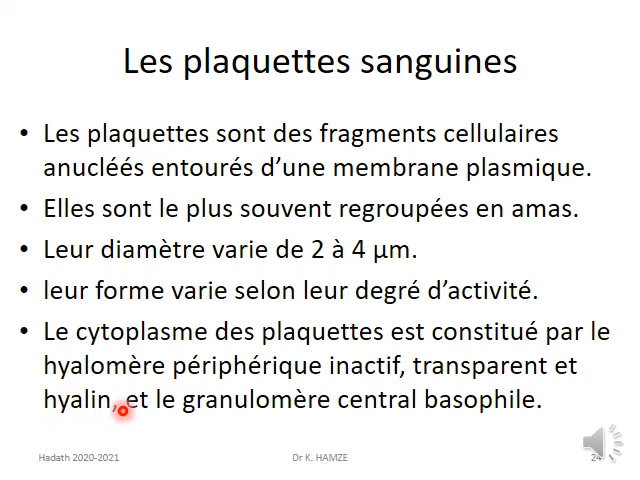 Les plaquettes sanguines
• Les plaquettes sont des fragments cellulaires
anucléés entourés d’une membrane plasmique.
• Elles sont le plus souvent regroupées en amas.
• Leur diamètre varie de 2 à 4 µm.
• leur forme varie selon leur degré d’activité.
• Le cytoplasme des plaquettes est constitué par le
hyalomère périphérique inactif, transparent et
hyalin, et le granulomère central basophile.
Hadath 2020-2021
Dr K. HAMZE
24